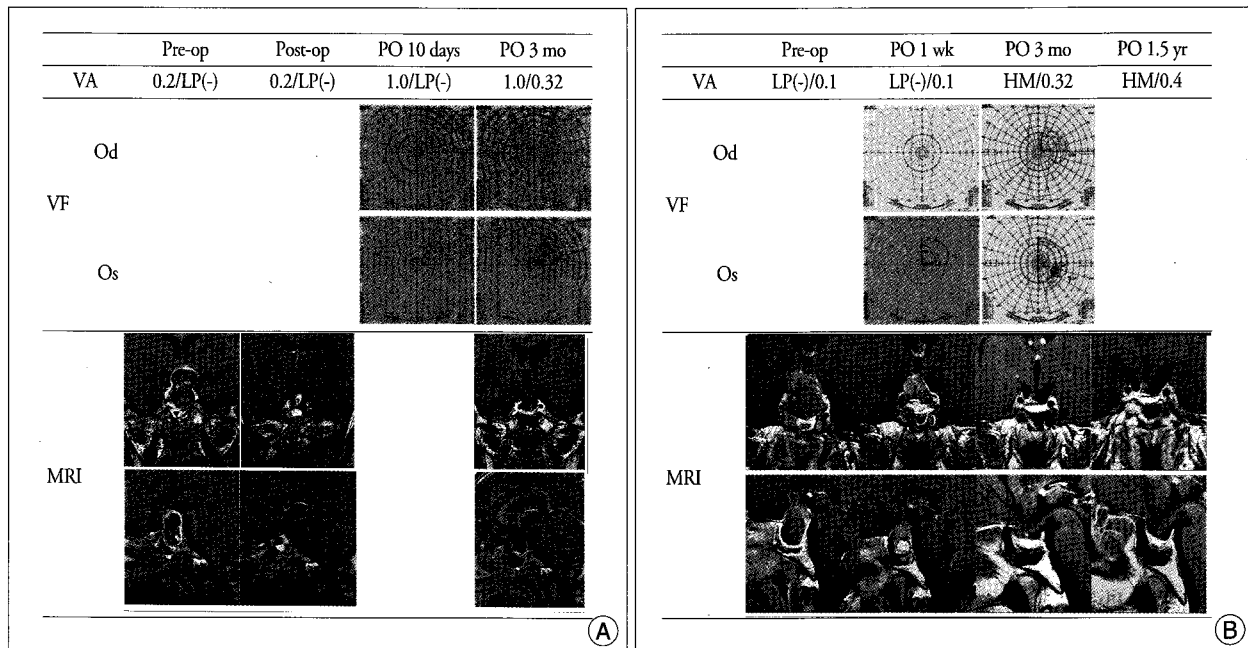 Pre-op Post-op PO 10 days PO 3 mo
VA 0.2/LP(-) 0.2/LP(-) 1.0/LP(-) 1.0/0.32
Od
VF
Os
MRI
A
Pre-op PO 1 wk PO 3 mo PO 1.5 yr
VA LP(-)/0.1 LP(-)/0.1 HM/0.32 HM/0.4
Od
VF
Os
MRI
B